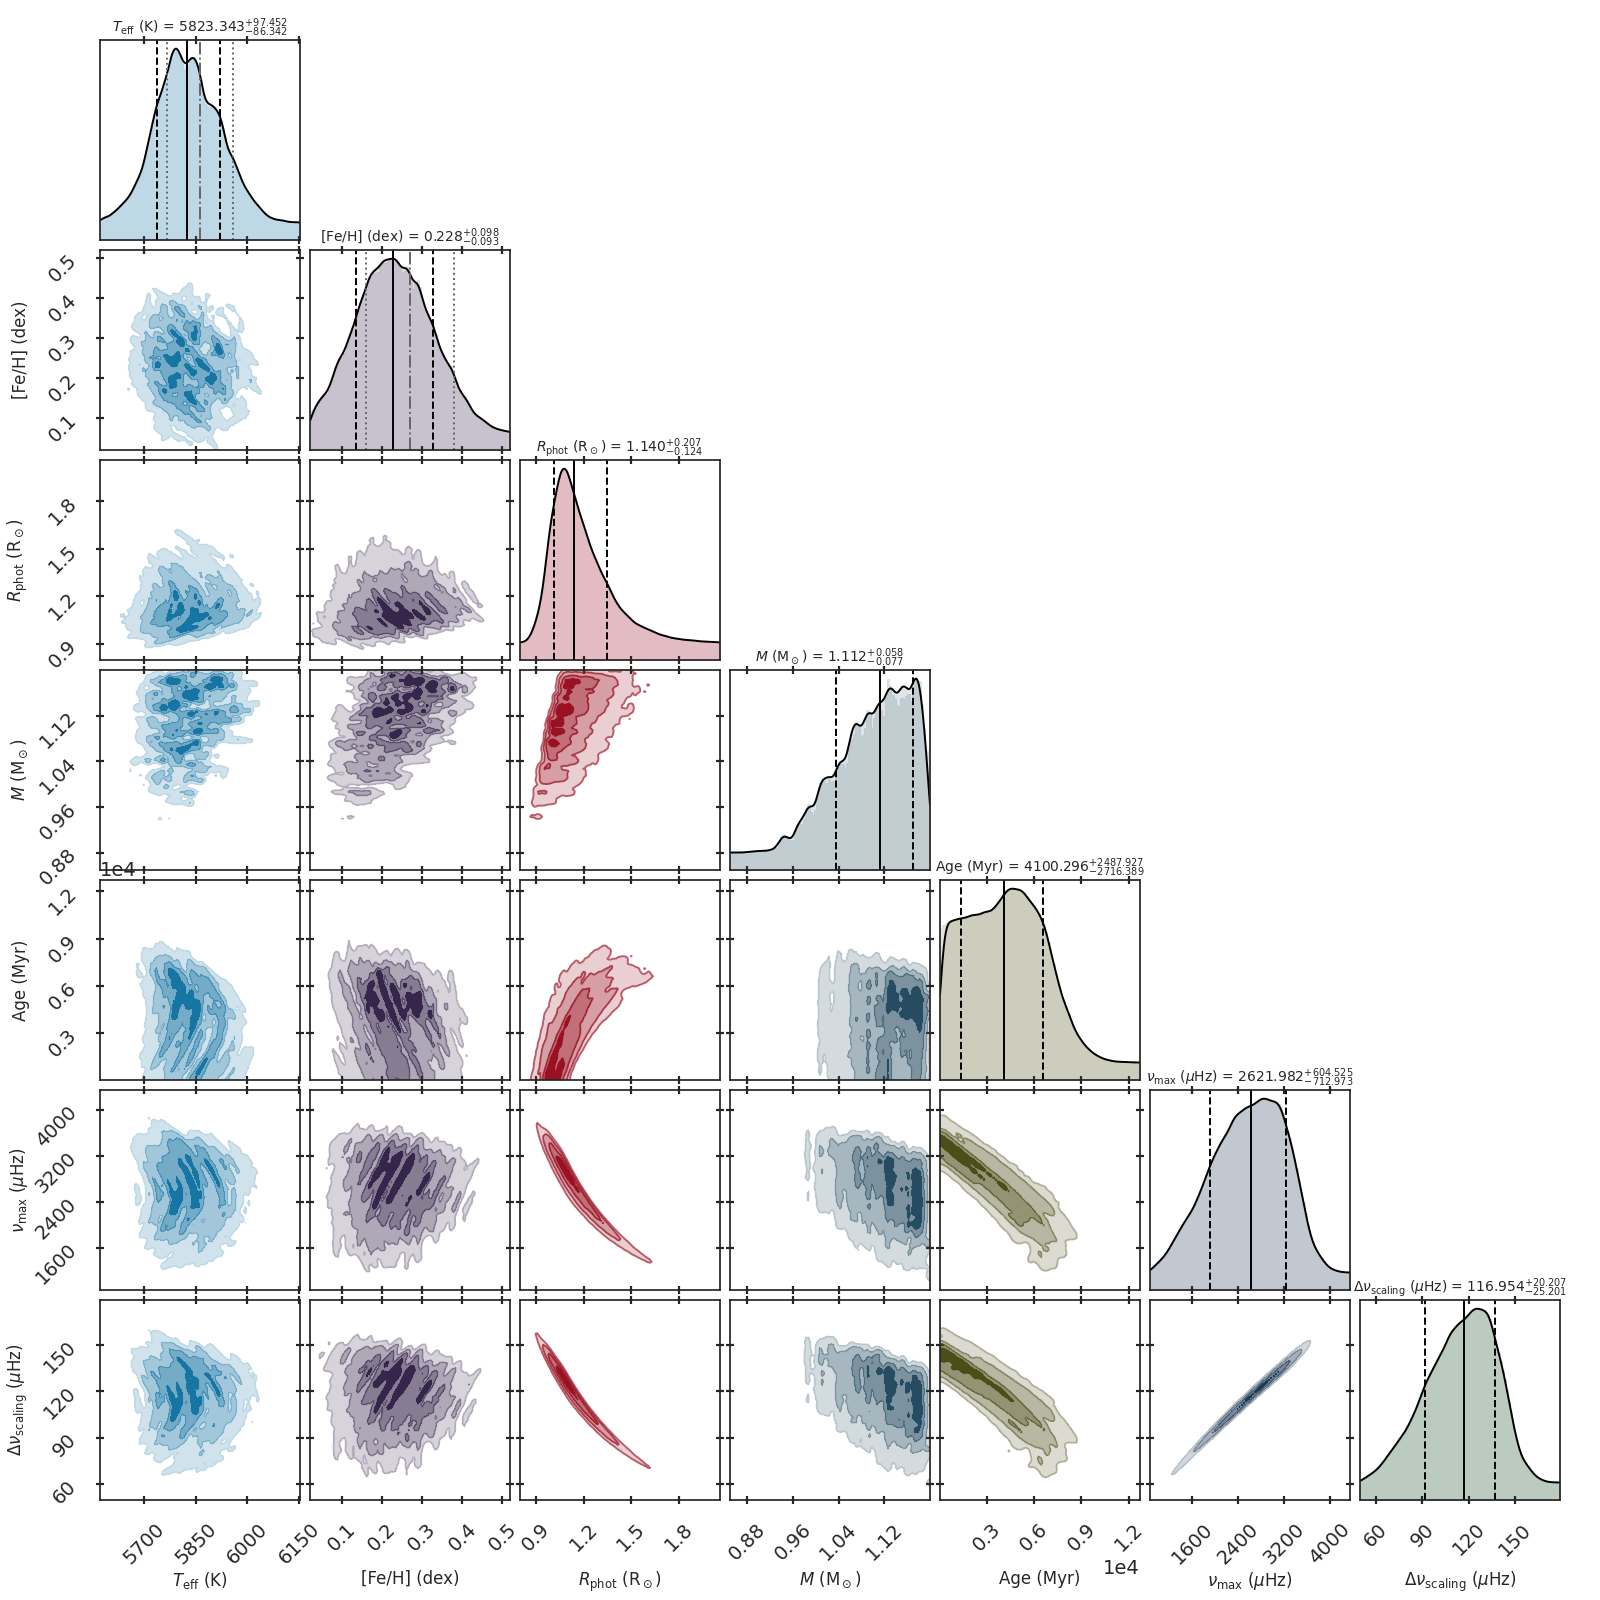 T_eff (K) = 5823.343 +97.452 −86.342
[Fe/H] (dex) = 0.228 +0.098 −0.093
0.5
0.4
0.3
0.2
0.1
[Fe/H] (dex)
R_phot (R⊙) = 1.140 +0.207 −0.124
1.8
1.5
1.2
0.9
R_phot (R⊙)
M (M⊙) = 1.112 +0.058 −0.077
1.12
1.04
0.96
0.88
M (M⊙)
1e4
Age (Myr) = 4100.296 +2487.927 −2716.389
1.2
0.9
0.6
0.3
Age (Myr)
ν_max (μHz) = 2621.982 +604.525 −712.973
4000
3200
2400
1600
ν_max (μHz)
Δν_scaling (μHz) = 116.954 +20.207 −25.201
150
120
90
60
Δν_scaling (μHz)
5700 5850 6000 6150 0.1 0.2 0.3 0.4 0.5 0.9 1.2 1.5 1.8 0.88 0.96 1.04 1.12 0.3 0.6 0.9 1.2 1600 2400 3200 4000 60 90 120 150
1e4
T_eff (K) [Fe/H] (dex) R_phot (R⊙) M (M⊙) Age (Myr) ν_max (μHz) Δν_scaling (μHz)